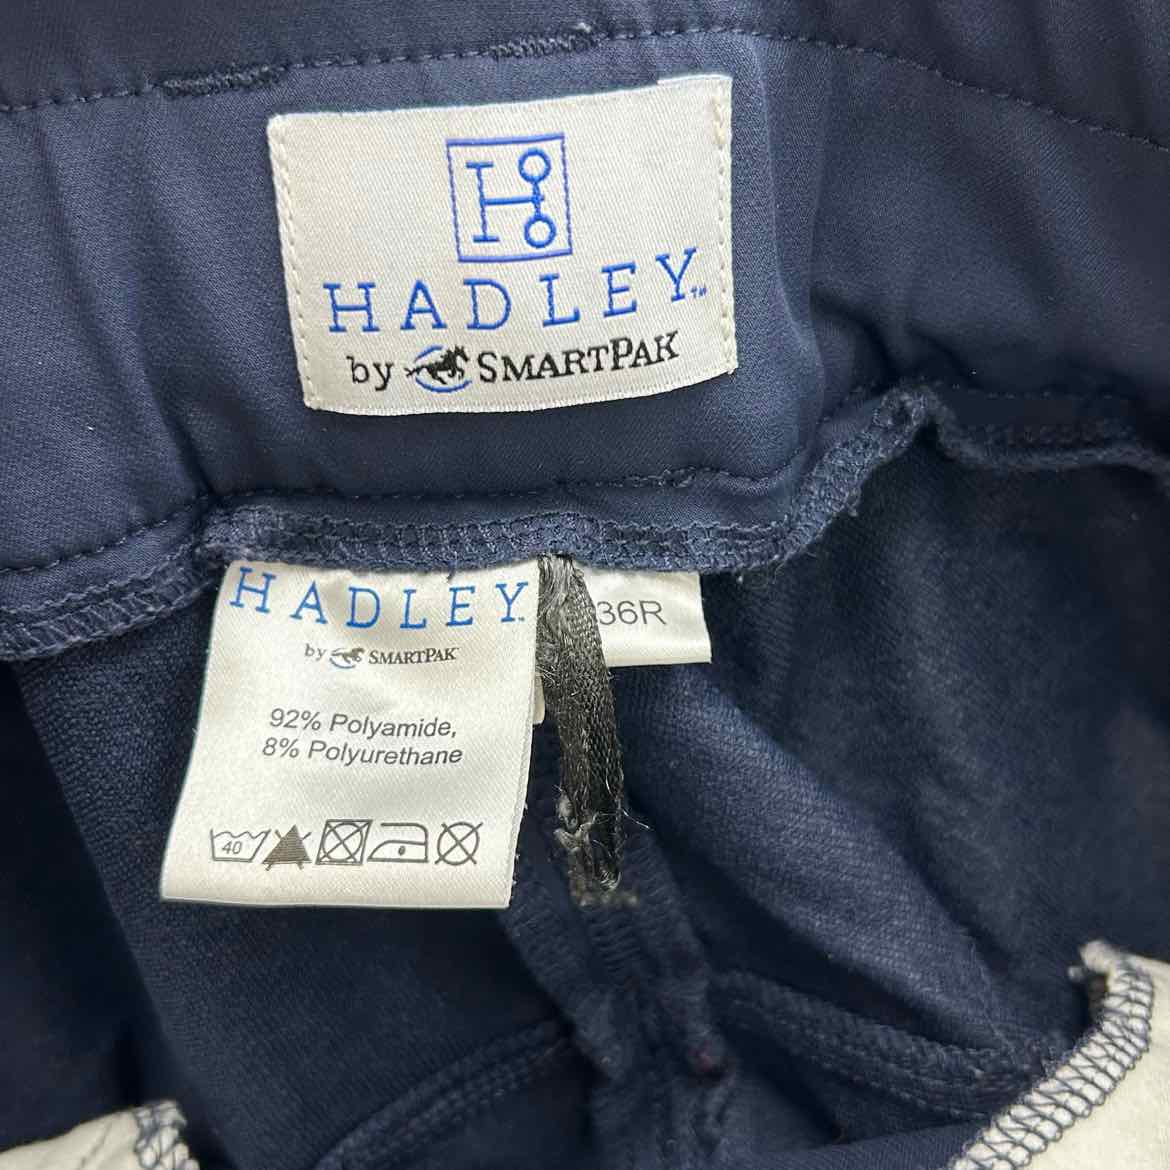 HADLEY™
by SMARTPAK
HADLEY™
by SMARTPAK
36R
92% Polyamide,
8% Polyurethane
40